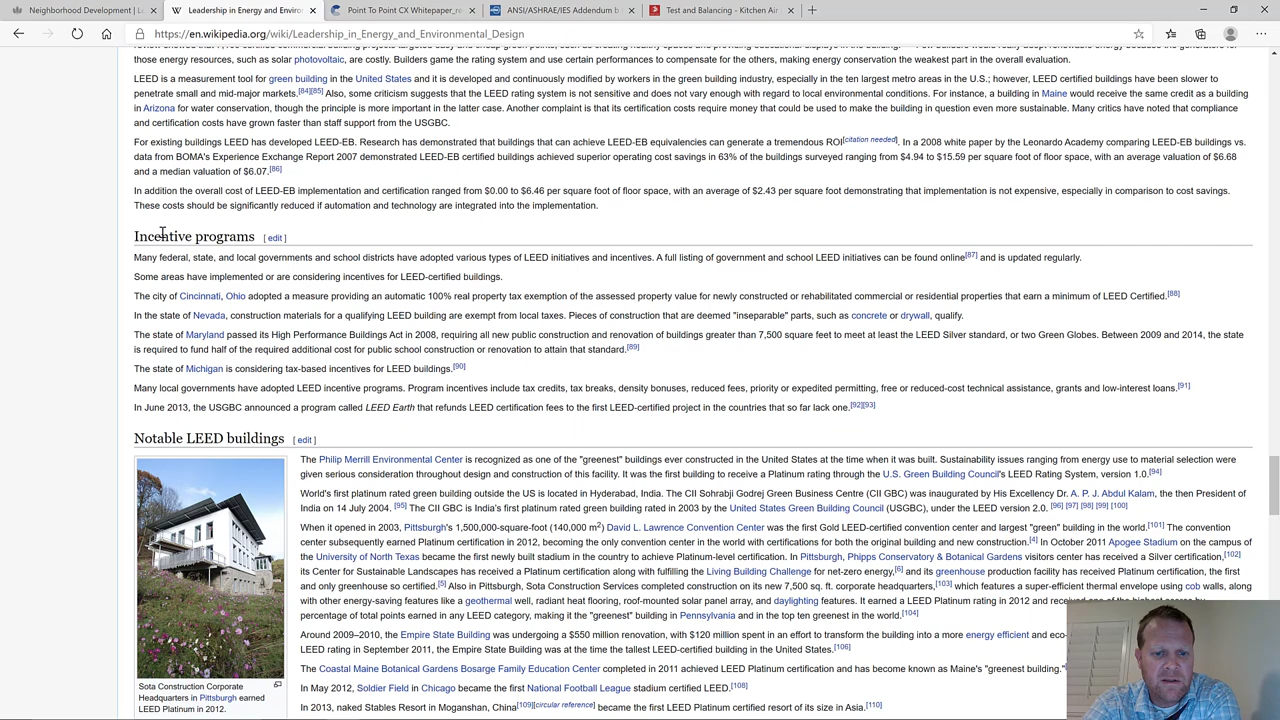 Neighborhood Development | L
Leadership in Energy and Enviror
Point To Point CX Whitepaper_re
ANSI/ASHRAE/IES Addendum b
Test and Balancing - Kitchen Air
https://en.wikipedia.org/wiki/Leadership_in_Energy_and_Environmental_Design
those energy resources, such as solar photovoltaic, are costly. Builders game the rating system and use certain performances to compensate for the others, making energy conservation the weakest part in the overall evaluation.
LEED is a measurement tool for green building in the United States and it is developed and continuously modified by workers in the green building industry, especially in the ten largest metro areas in the U.S.; however, LEED certified buildings have been slower to
penetrate small and mid-major markets.[84][85] Also, some criticism suggests that the LEED rating system is not sensitive and does not vary enough with regard to local environmental conditions. For instance, a building in Maine would receive the same credit as a building
in Arizona for water conservation, though the principle is more important in the latter case. Another complaint is that its certification costs require money that could be used to make the building in question even more sustainable. Many critics have noted that compliance
and certification costs have grown faster than staff support from the USGBC.
For existing buildings LEED has developed LEED-EB. Research has demonstrated that buildings that can achieve LEED-EB equivalencies can generate a tremendous ROI[citation needed]. In a 2008 white paper by the Leonardo Academy comparing LEED-EB buildings vs.
data from BOMA's Experience Exchange Report 2007 demonstrated LEED-EB certified buildings achieved superior operating cost savings in 63% of the buildings surveyed ranging from $4.94 to $15.59 per square foot of floor space, with an average valuation of $6.68
and a median valuation of $6.07.[86]
In addition the overall cost of LEED-EB implementation and certification ranged from $0.00 to $6.46 per square foot of floor space, with an average of $2.43 per square foot demonstrating that implementation is not expensive, especially in comparison to cost savings.
These costs should be significantly reduced if automation and technology are integrated into the implementation.
Incentive programs [ edit ]
Many federal, state, and local governments and school districts have adopted various types of LEED initiatives and incentives. A full listing of government and school LEED initiatives can be found online[87] and is updated regularly.
Some areas have implemented or are considering incentives for LEED-certified buildings.
The city of Cincinnati, Ohio adopted a measure providing an automatic 100% real property tax exemption of the assessed property value for newly constructed or rehabilitated commercial or residential properties that earn a minimum of LEED Certified.[88]
In the state of Nevada, construction materials for a qualifying LEED building are exempt from local taxes. Pieces of construction that are deemed "inseparable" parts, such as concrete or drywall, qualify.
The state of Maryland passed its High Performance Buildings Act in 2008, requiring all new public construction and renovation of buildings greater than 7,500 square feet to meet at least the LEED Silver standard, or two Green Globes. Between 2009 and 2014, the state
is required to fund half of the required additional cost for public school construction or renovation to attain that standard.[89]
The state of Michigan is considering tax-based incentives for LEED buildings.[90]
Many local governments have adopted LEED incentive programs. Program incentives include tax credits, tax breaks, density bonuses, reduced fees, priority or expedited permitting, free or reduced-cost technical assistance, grants and low-interest loans.[91]
In June 2013, the USGBC announced a program called LEED Earth that refunds LEED certification fees to the first LEED-certified project in the countries that so far lack one.[92][93]
Notable LEED buildings [ edit ]
The Philip Merrill Environmental Center is recognized as one of the "greenest" buildings ever constructed in the United States at the time when it was built. Sustainability issues ranging from energy use to material selection were
given serious consideration throughout design and construction of this facility. It was the first building to receive a Platinum rating through the U.S. Green Building Council's LEED Rating System, version 1.0.[94]
World's first platinum rated green building outside the US is located in Hyderabad, India. The CII Sohrabji Godrej Green Business Centre (CII GBC) was inaugurated by His Excellency Dr. A. P. J. Abdul Kalam, the then President of
India on 14 July 2004. [95] The CII GBC is India's first platinum rated green building rated in 2003 by the United States Green Building Council (USGBC), under the LEED version 2.0. [96] [97] [98] [99] [100]
When it opened in 2003, Pittsburgh's 1,500,000-square-foot (140,000 m2) David L. Lawrence Convention Center was the first Gold LEED-certified convention center and largest "green" building in the world.[101] The convention
center subsequently earned Platinum certification in 2012, becoming the only convention center in the world with certifications for both the original building and new construction.[4] In October 2011 Apogee Stadium on the campus of
the University of North Texas became the first newly built stadium in the country to achieve Platinum-level certification. In Pittsburgh, Phipps Conservatory & Botanical Gardens visitors center has received a Silver certification,[102]
its Center for Sustainable Landscapes has received a Platinum certification along with fulfilling the Living Building Challenge for net-zero energy,[6] and its greenhouse production facility has received Platinum certification, the first
and only greenhouse so certified.[5] Also in Pittsburgh, Sota Construction Services completed construction on its new 7,500 sq. ft. corporate headquarters,[103] which features a super-efficient thermal envelope using cob walls, along
with other energy-saving features like a geothermal well, radiant heat flooring, roof-mounted solar panel array, and daylighting features. It earned a LEED Platinum rating in 2012 and
percentage of total points earned in any LEED category, making it the "greenest" building in Pennsylvania and in the top ten greenest in the world.[104]
Around 2009–2010, the Empire State Building was undergoing a $550 million renovation, with $120 million spent in an effort to transform the building into a more energy efficient and eco-
LEED rating in September 2011, the Empire State Building was at the time the tallest LEED-certified building in the United States.[106]
The Coastal Maine Botanical Gardens Bosarge Family Education Center completed in 2011 achieved LEED Platinum certification and has become known as Maine's "greenest building."
In May 2012, Soldier Field in Chicago became the first National Football League stadium certified LEED.[108]
In 2013, naked Stables Resort in Moganshan, China[109][circular reference] became the first LEED Platinum certified resort of its size in Asia.[110]
Sota Construction Corporate
Headquarters in Pittsburgh earned
LEED Platinum in 2012.